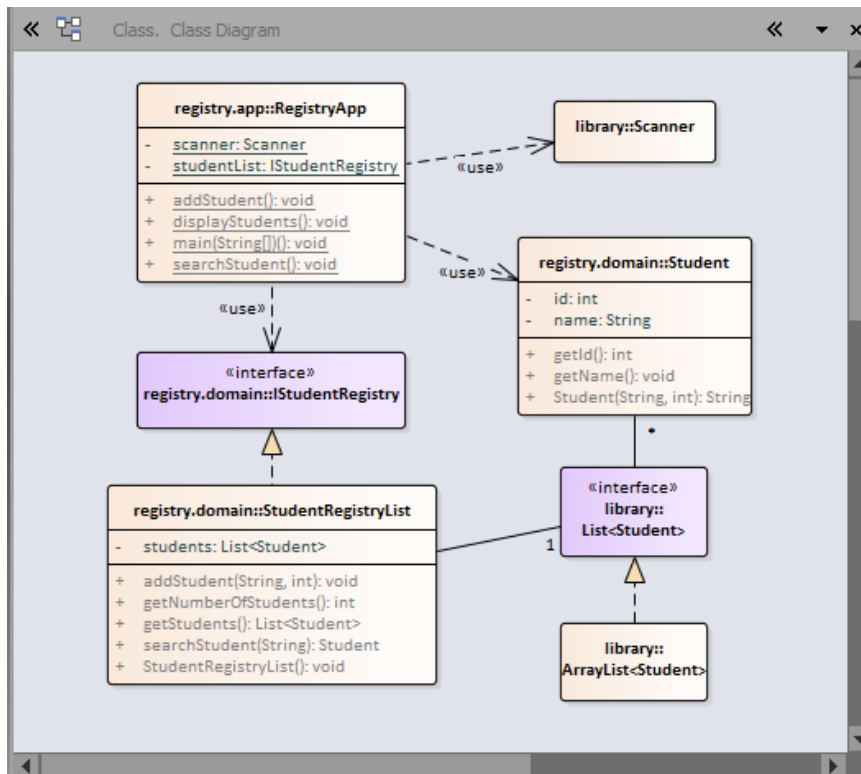 Class. Class Diagram
registry.app::RegistryApp
- scanner: Scanner
- studentList: IStudentRegistry
+ addStudent(): void
+ displayStudents(): void
+ main(String[])(): void
+ searchStudent(): void
«use»
library::Scanner
«use»
registry.domain::Student
- id: int
- name: String
+ getId(): int
+ getName(): void
+ Student(String, int): String
«use»
«interface»
registry.domain::IStudentRegistry
*
registry.domain::StudentRegistryList
- students: List<Student>
+ addStudent(String, int): void
+ getNumberOfStudents(): int
+ getStudents(): List<Student>
+ searchStudent(String): Student
+ StudentRegistryList(): void
1
«interface»
library::
List<Student>
library::
ArrayList<Student>